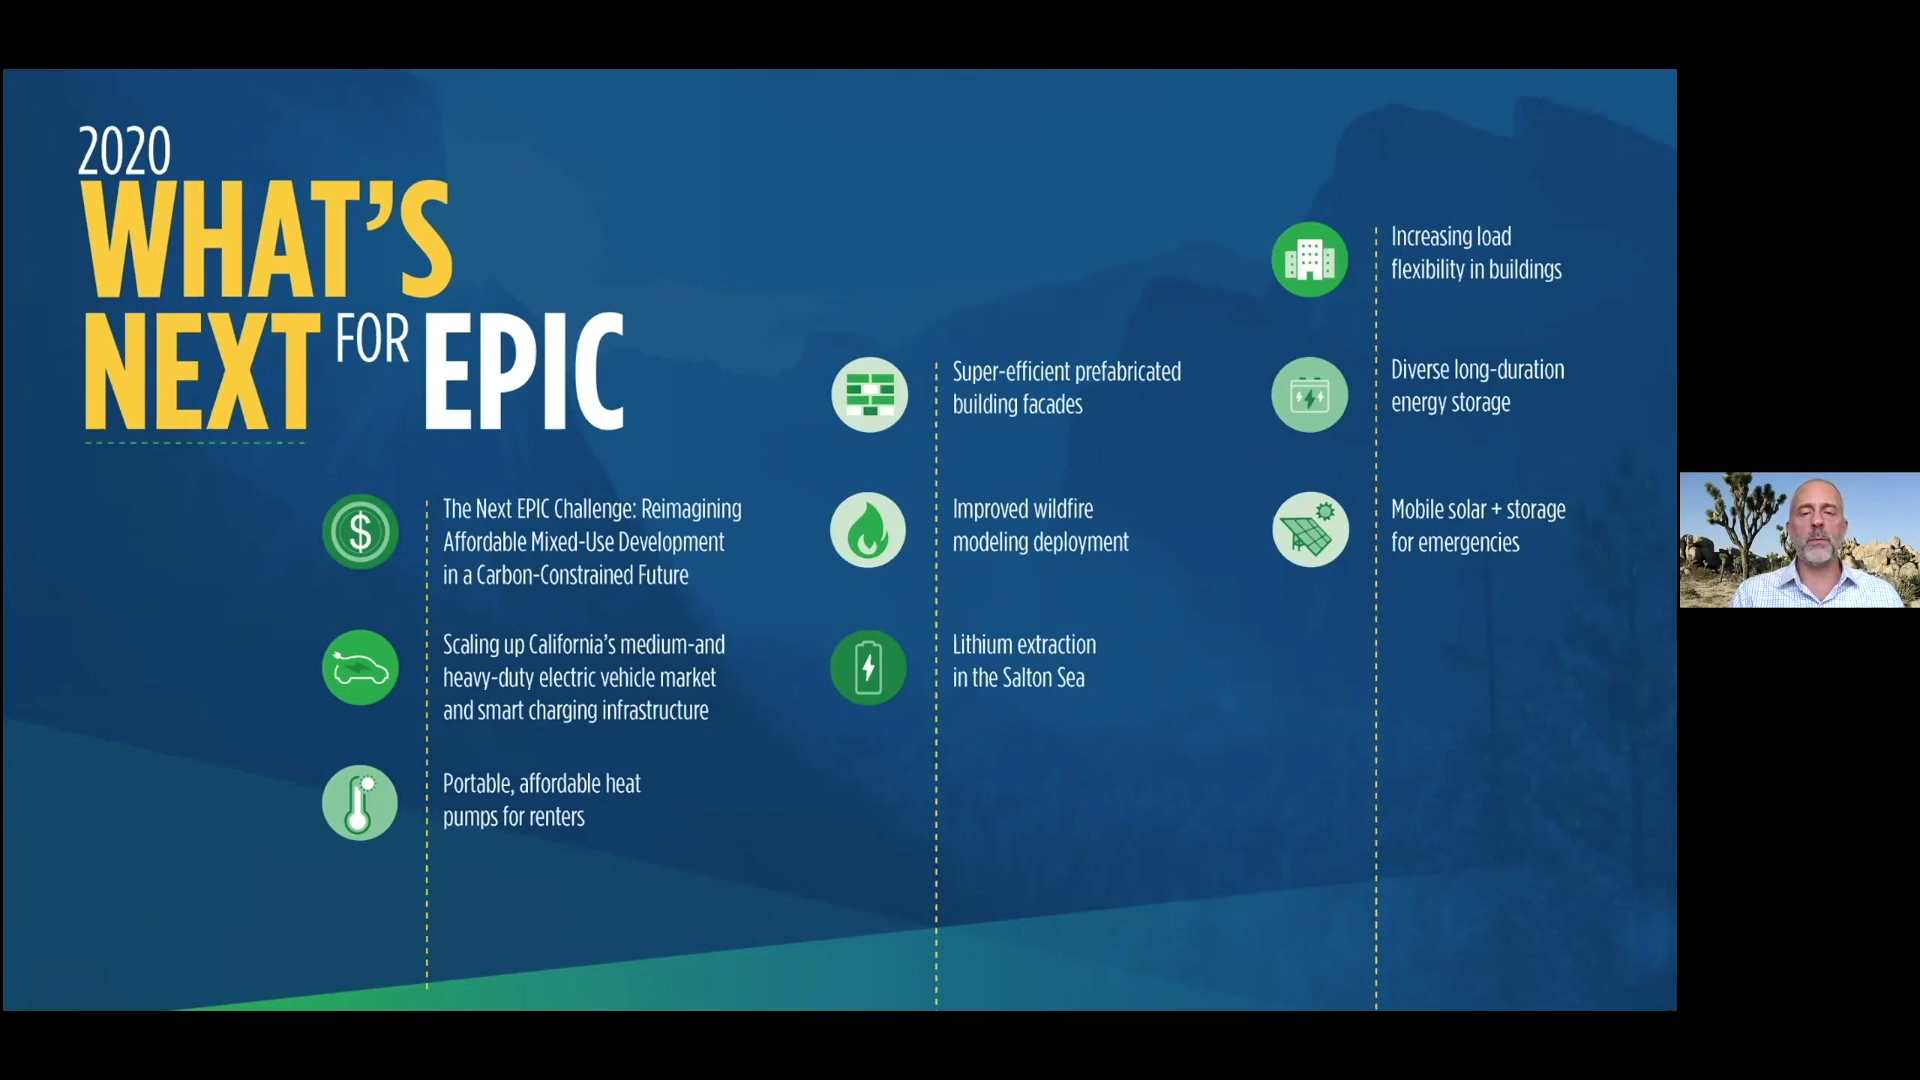 2020
WHAT'S
NEXT FOR EPIC
The Next EPIC Challenge: Reimagining
Affordable Mixed-Use Development
in a Carbon-Constrained Future
Scaling up California's medium-and
heavy-duty electric vehicle market
and smart charging infrastructure
Portable, affordable heat
pumps for renters
Super-efficient prefabricated
building facades
Improved wildfire
modeling deployment
Lithium extraction
in the Salton Sea
Increasing load
flexibility in buildings
Diverse long-duration
energy storage
Mobile solar + storage
for emergencies